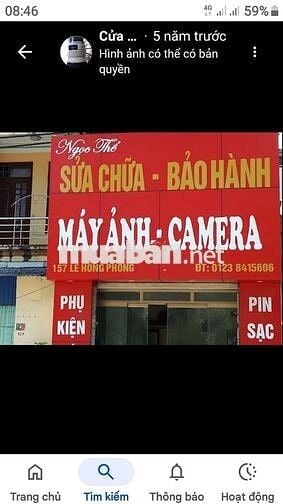 08:46
4G
59%
Cửa ... · 5 năm trước
Hình ảnh có thể có bản
quyền
Ngọc Thế
SỬA CHỮA - BẢO HÀNH
MÁY ẢNH - CAMERA
muaban.net
157 LÊ HỒNG PHONG
ĐT: 0123 8415606
PHỤ
KIỆN
PIN
SẠC
Trang chủ
Tìm kiếm
Thông báo
Hoạt động